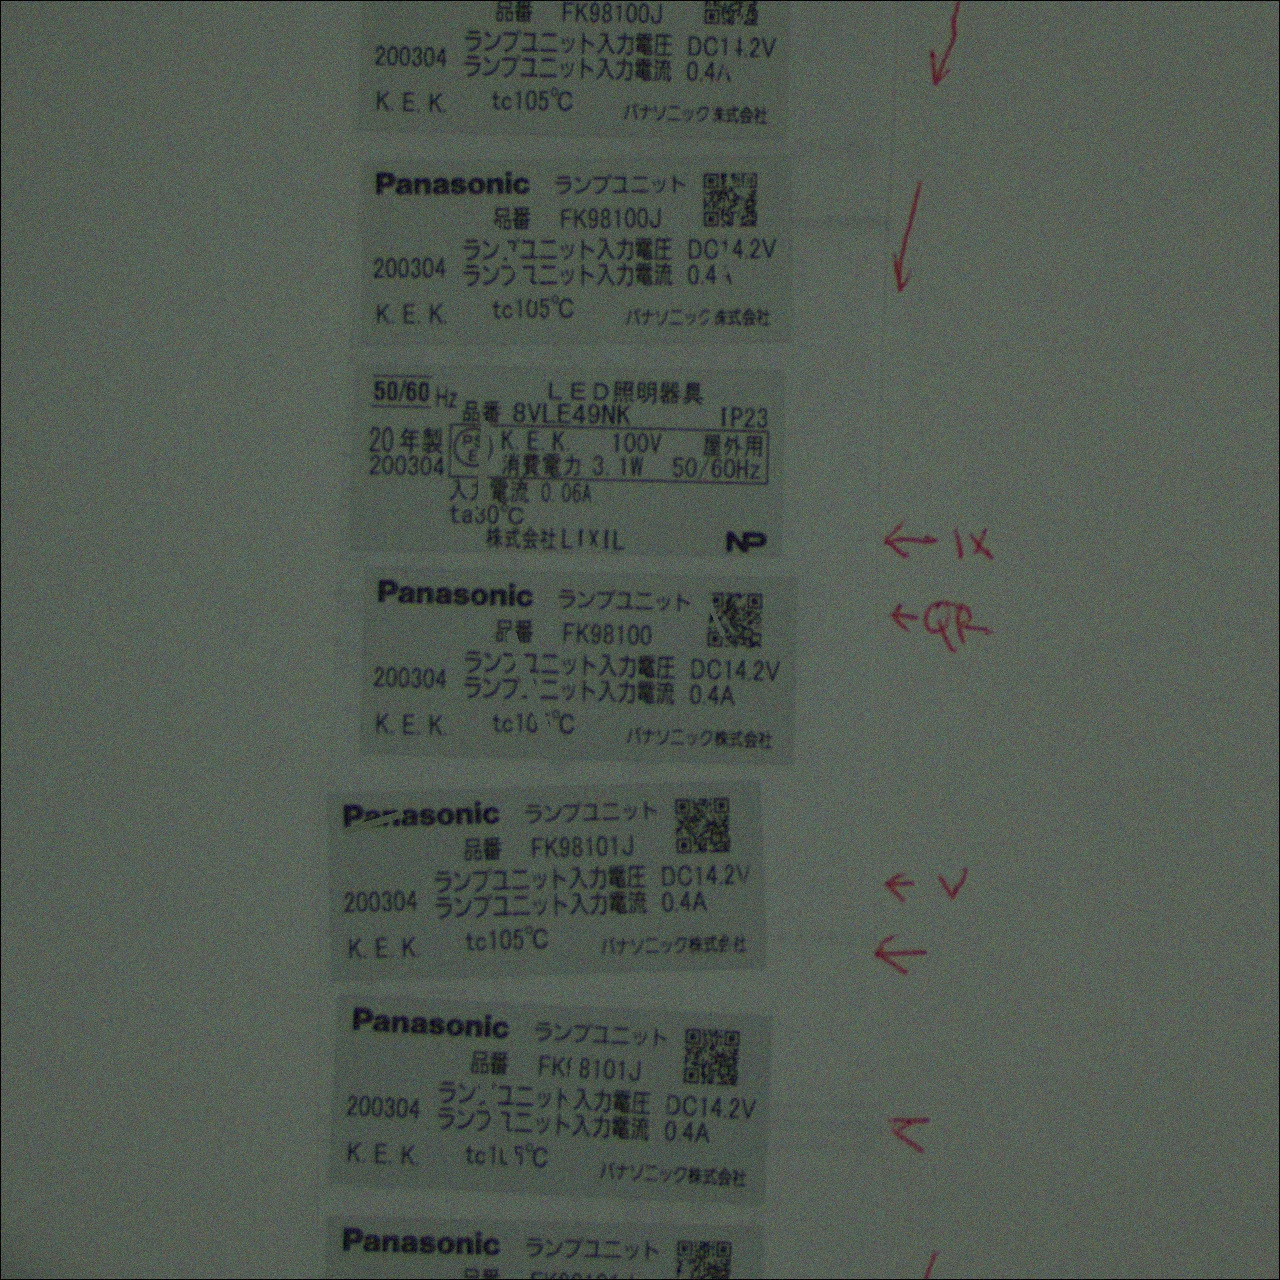 品番 FK98100J
ランプユニット入力電圧 DC14.2V
200304 ランプユニット入力電流 0.4A
K.E.K. tc105℃ パナソニック株式会社
Panasonic ランプユニット
品番 FK98100J
ランプユニット入力電圧 DC14.2V
200304 ランプユニット入力電流 0.4A
K.E.K. tc105℃ パナソニック株式会社
50/60 Hz LED照明器具
品番 8VLE49NK IP23
20年製 PS E K.E.K. 100V 屋外用
200304 消費電力 3.1W 50/60Hz
入力電流 0.06A
ta30℃
株式会社LIXIL NP
← IX
Panasonic ランプユニット
← QR
品番 FK98100
ランプユニット入力電圧 DC14.2V
200304 ランプユニット入力電流 0.4A
K.E.K. tc105℃ パナソニック株式会社
Panasonic ランプユニット
品番 FK98101J
ランプユニット入力電圧 DC14.2V
← V
200304 ランプユニット入力電流 0.4A
K.E.K. tc105℃ パナソニック株式会社
Panasonic ランプユニット
品番 FK98101J
ランプユニット入力電圧 DC14.2V
200304 ランプユニット入力電流 0.4A
K.E.K. tc105℃ パナソニック株式会社
Panasonic ランプユニット